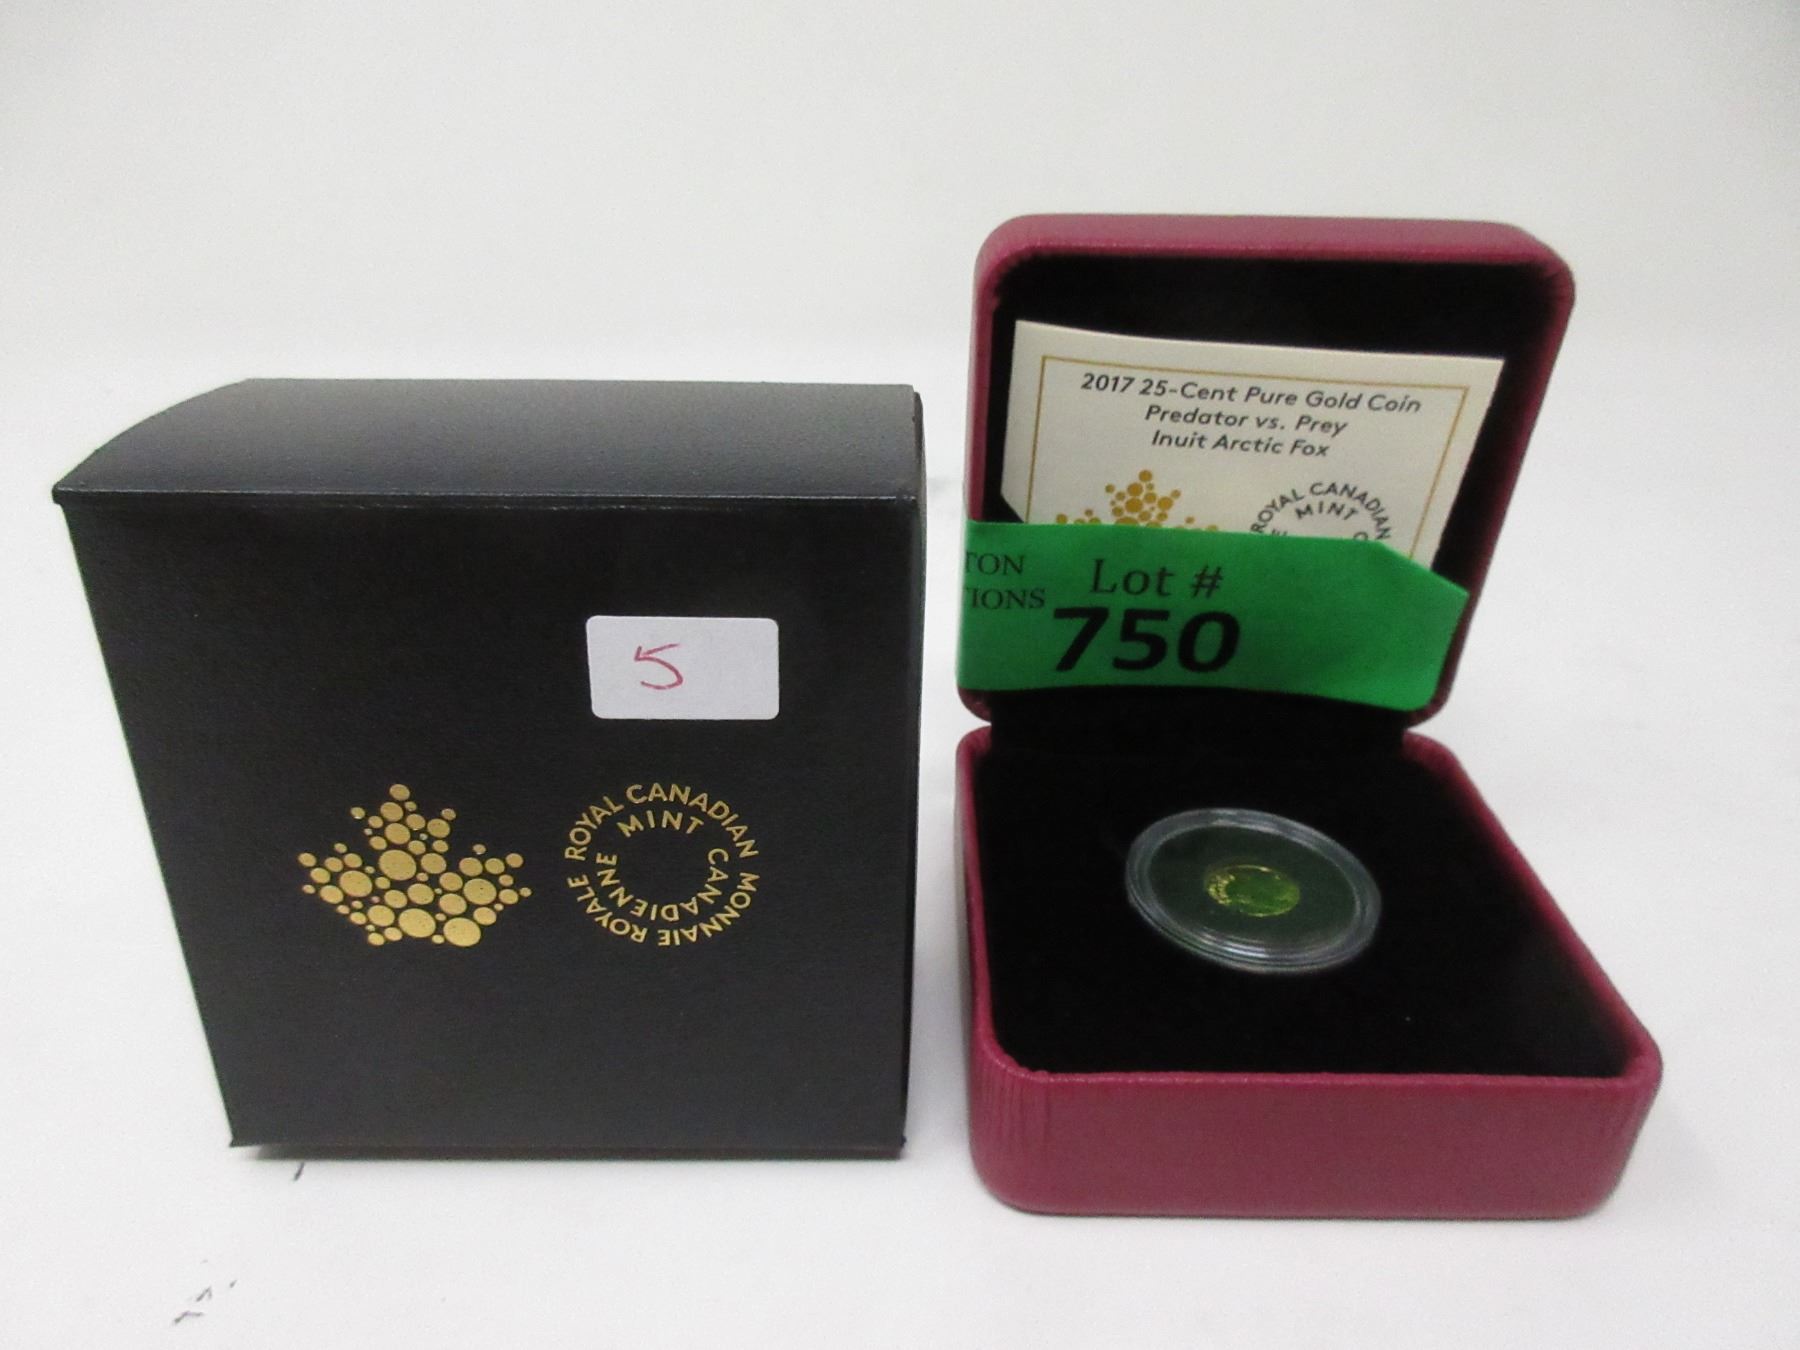 5
ROYAL CANADIAN MINT
MONNAIE ROYALE CANADIENNE
2017 25-Cent Pure Gold Coin
Predator vs. Prey
Inuit Arctic Fox
ROYAL CANADIAN
MINT
TON
TIONS
Lot #
750